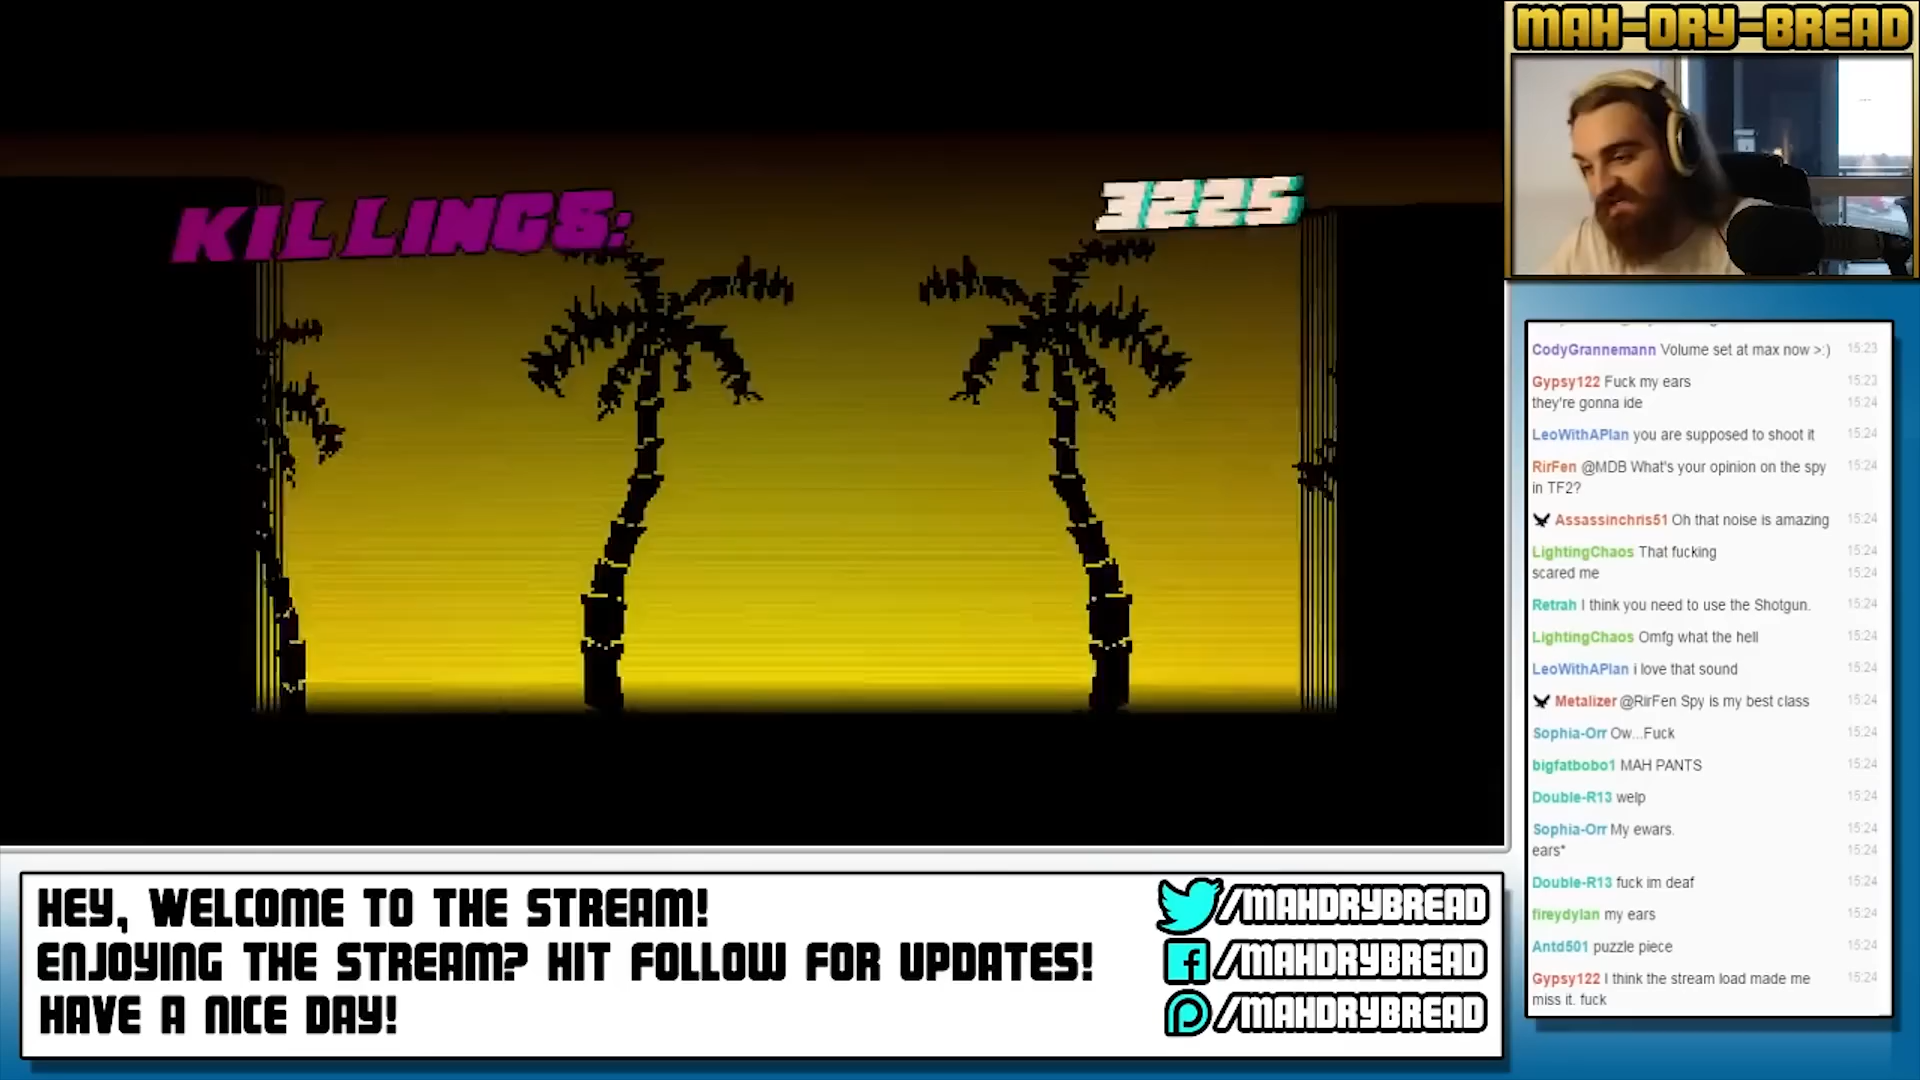 MAH-DRY-BREAD
KILLINGS:
3225
CodyGrannemann Volume set at max now >:) 15:23
Gypsy122 Fuck my ears 15:23
they're gonna ide 15:24
LeoWithAPlan you are supposed to shoot it 15:24
RirFen @MDB What's your opinion on the spy 15:24
in TF2?
Assassinchris51 Oh that noise is amazing 15:24
LightingChaos That fucking 15:24
scared me 15:24
Retrah I think you need to use the Shotgun. 15:24
LightingChaos Omfg what the hell 15:24
LeoWithAPlan i love that sound 15:24
Metalizer @RirFen Spy is my best class 15:24
Sophia-Orr Ow...Fuck 15:24
bigfatbobo1 MAH PANTS 15:24
Double-R13 welp 15:24
Sophia-Orr My ewars. 15:24
ears* 15:24
Double-R13 fuck im deaf 15:24
fireydylan my ears 15:24
Antd501 puzzle piece 15:24
Gypsy122 I think the stream load made me 15:24
miss it. fuck
HEY, WELCOME TO THE STREAM!
ENJOYING THE STREAM? HIT FOLLOW FOR UPDATES!
HAVE A NICE DAY!
/MAHDRYBREAD
/MAHDRYBREAD
/MAHDRYBREAD